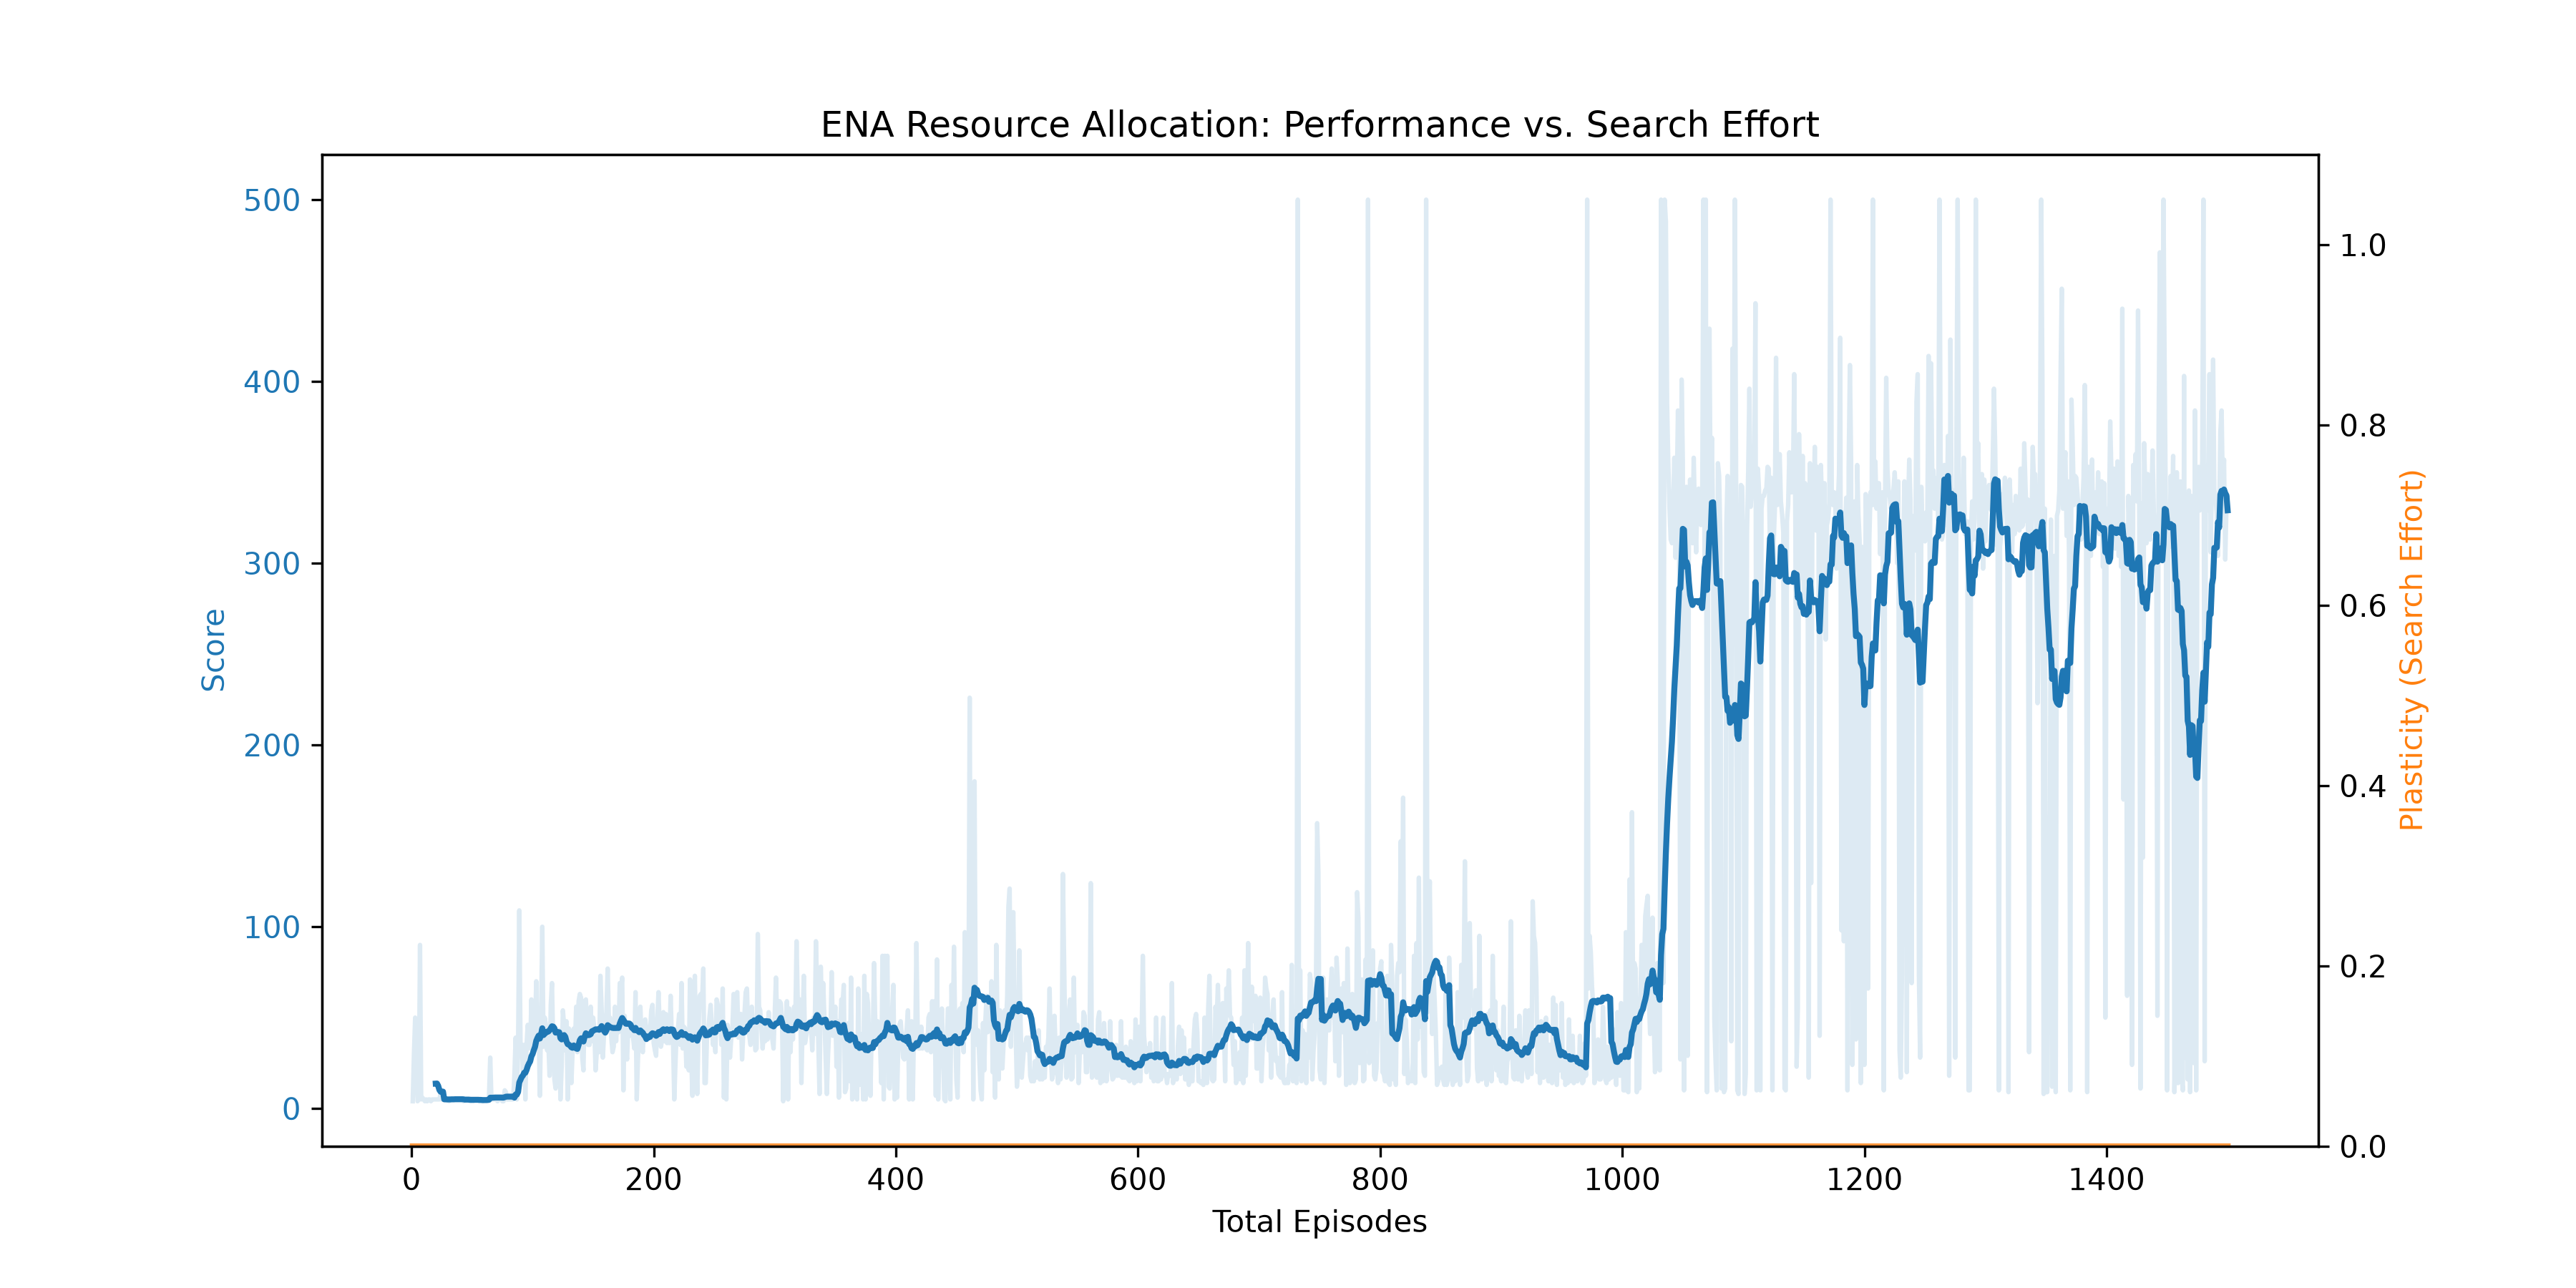 ENA Resource Allocation: Performance vs. Search Effort
500
400
300
200
100
0
Score
1.0
0.8
0.6
0.4
0.2
0.0
Plasticity (Search Effort)
0 200 400 600 800 1000 1200 1400
Total Episodes